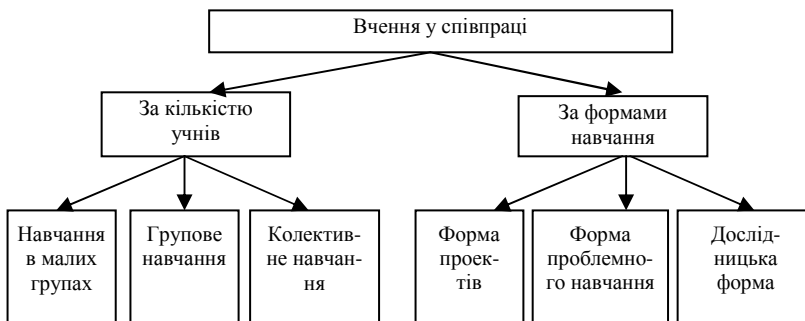 Вчення у співпраці
За кількістю
учнів
За формами
навчання
Навчання
в малих
групах
Групове
навчання
Колектив-
не навчан-
ня
Форма
проек-
тів
Форма
проблемно-
го навчання
Дослід-
ницька
форма